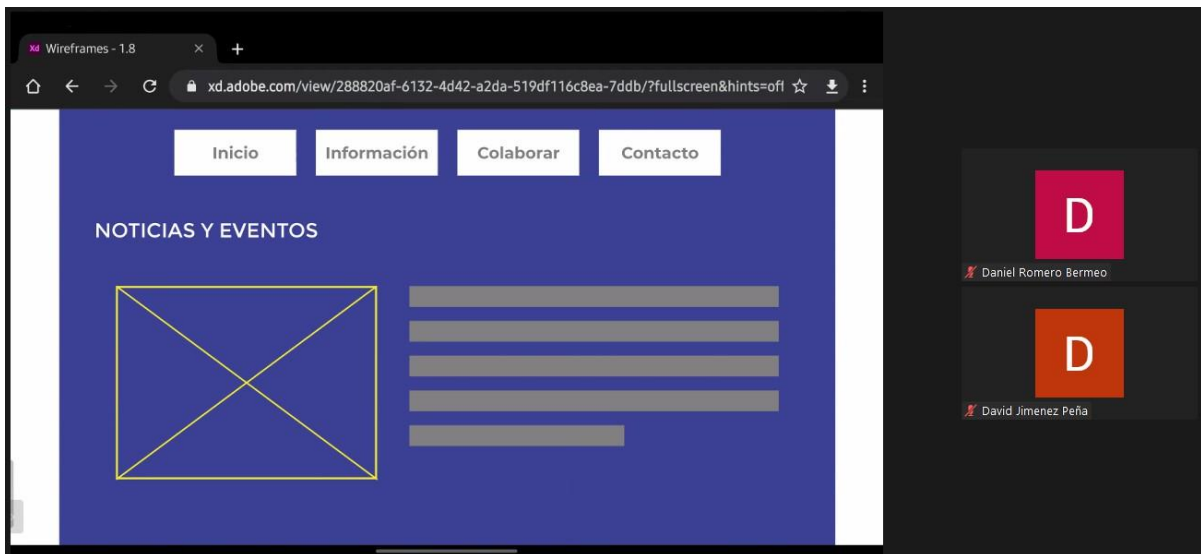 Xd Wireframes - 1.8
xd.adobe.com/view/288820af-6132-4d42-a2da-519df116c8ea-7ddb/?fullscreen&hints=off
Inicio Información Colaborar Contacto
NOTICIAS Y EVENTOS
D
Daniel Romero Bermeo
D
David Jimenez Peña